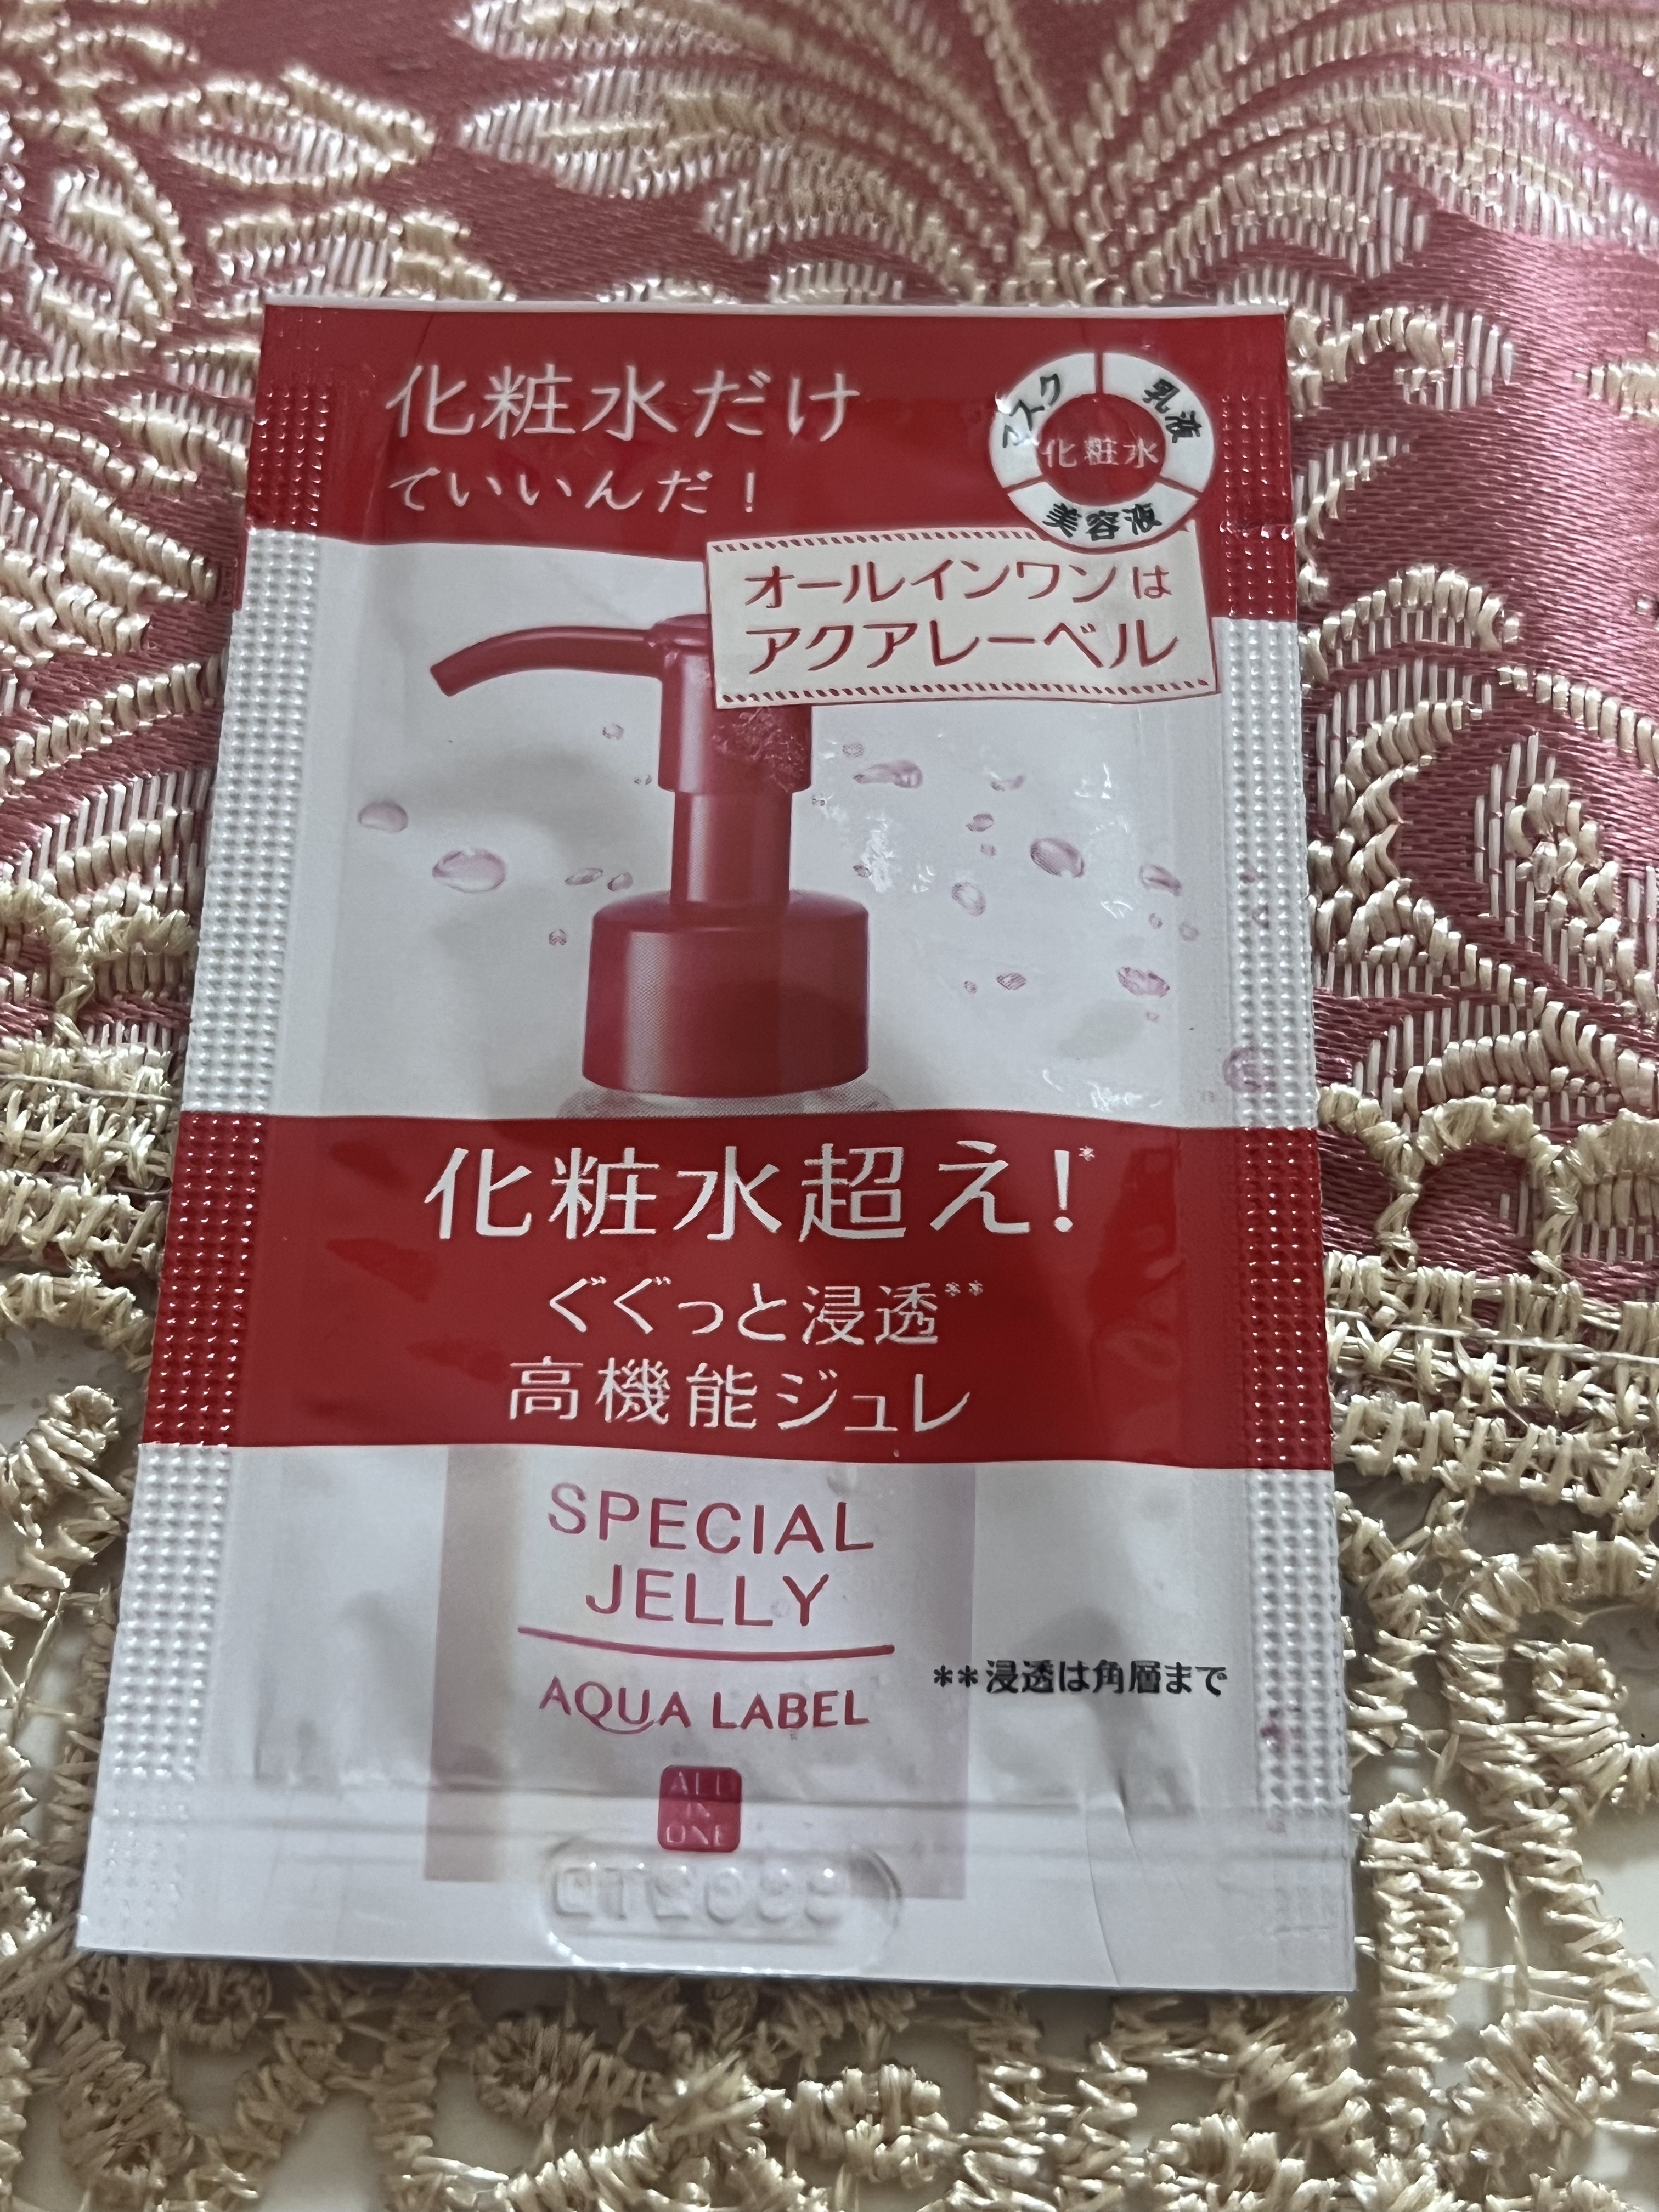 化粧水だけ
でいいんだ！
マスク
乳液
化粧水
美容液
オールインワンは
アクアレーベル
化粧水超え！*
ぐぐっと浸透**
高機能ジュレ
SPECIAL
JELLY
AQUA LABEL
**浸透は角層まで
ALL
IN
ONE